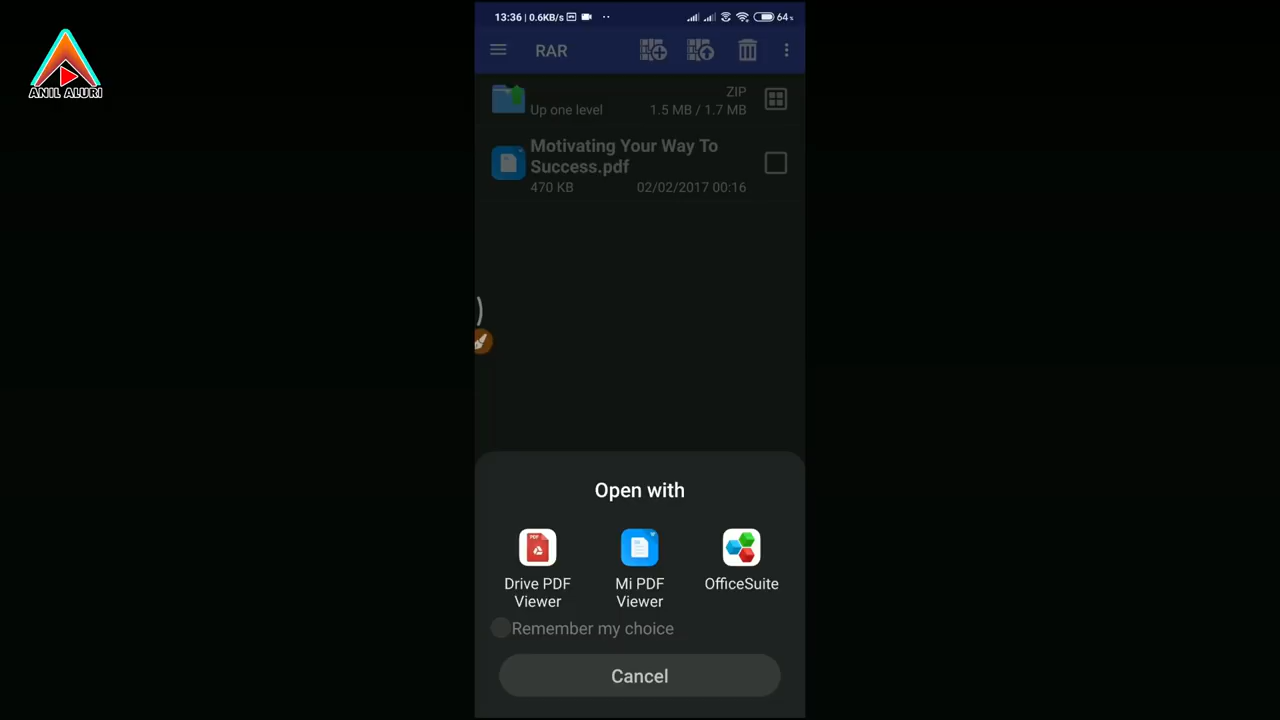 13:36 | 0.6KB/s
64%
ANIL ALURI
RAR
ZIP
Up one level
1.5 MB / 1.7 MB
Motivating Your Way To
Success.pdf
470 KB
02/02/2017 00:16
Open with
PDF
Drive PDF
Viewer
Mi PDF
Viewer
OfficeSuite
Remember my choice
Cancel